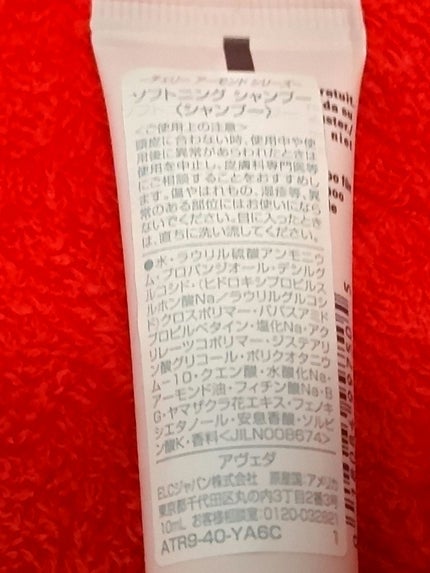 ーチェリー アーモンド シリーズー
ソフトニング シャンプー
〈シャンプー〉
<ご使用上の注意>
頭皮に合わない時、使用中や使
用後に異常があらわれたときは
使用を中止し、皮膚科専門医等
にご相談することをおすすめし
ます。傷やはれもの、湿疹等、異
常のある部位にはお使いになら
ないでください。目に入ったとき
は、直ちに洗い流してください。
●水・ラウリル硫酸アンモニウ
ム・プロパンジオール・デシルグ
ルコシド・(ヒドロキシプロピルス
ルホン酸Na/ラウリルグルコシ
ド)クロスポリマー・ババスアミド
プロピルベタイン・塩化Na・アク
リレーツコポリマー・ジステアリ
ン酸グリコール・ポリクオタニウ
ム-10・クエン酸・水酸化Na・
アーモンド油・フィチン酸Na・B
G・ヤマザクラ花エキス・フェノキ
シエタノール・安息香酸・ソルビ
ン酸K・香料<JILN008674>
アヴェダ
ELCジャパン株式会社 原産国:アメリカ
東京都千代田区丸の内3丁目2番3号
10mL お客様相談室:0120-032821
ATR9-40-YA6C 1